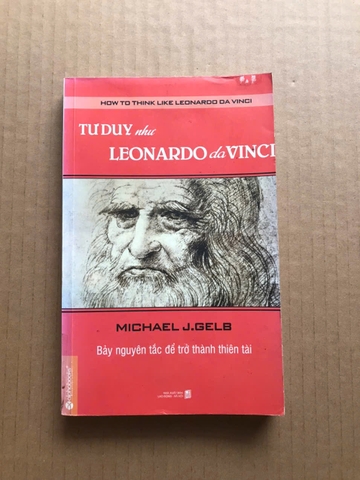 HOW TO THINK LIKE LEONARDO DA VINCI
TƯ DUY như
LEONARDO da VINCI
MICHAEL J.GELB
Bảy nguyên tắc để trở thành thiên tài